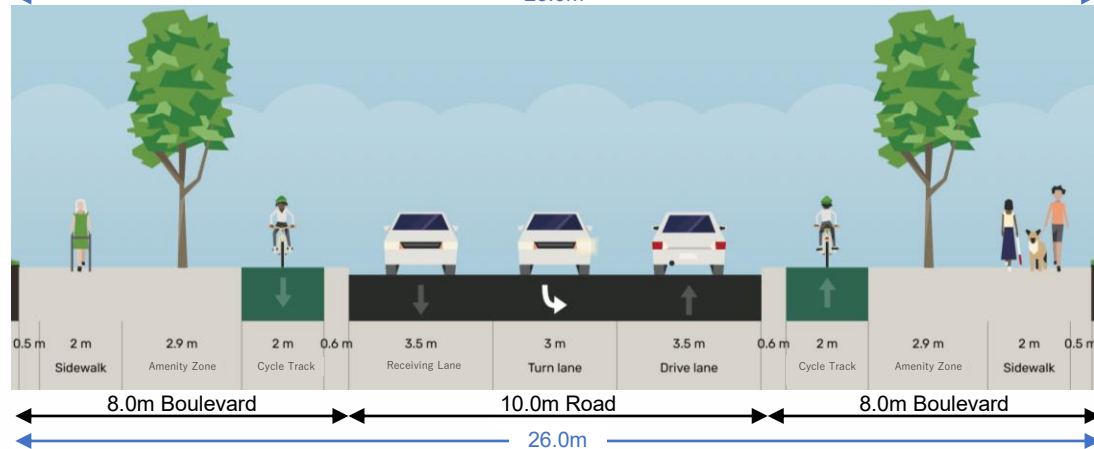 0.5 m 2 m 2.9 m 2 m 0.6 m 3.5 m 3 m 3.5 m 0.6 m 2 m 2.9 m 2 m 0.5 m
Sidewalk Amenity Zone Cycle Track Receiving Lane Turn lane Drive lane Cycle Track Amenity Zone Sidewalk
8.0m Boulevard 10.0m Road 8.0m Boulevard
26.0m